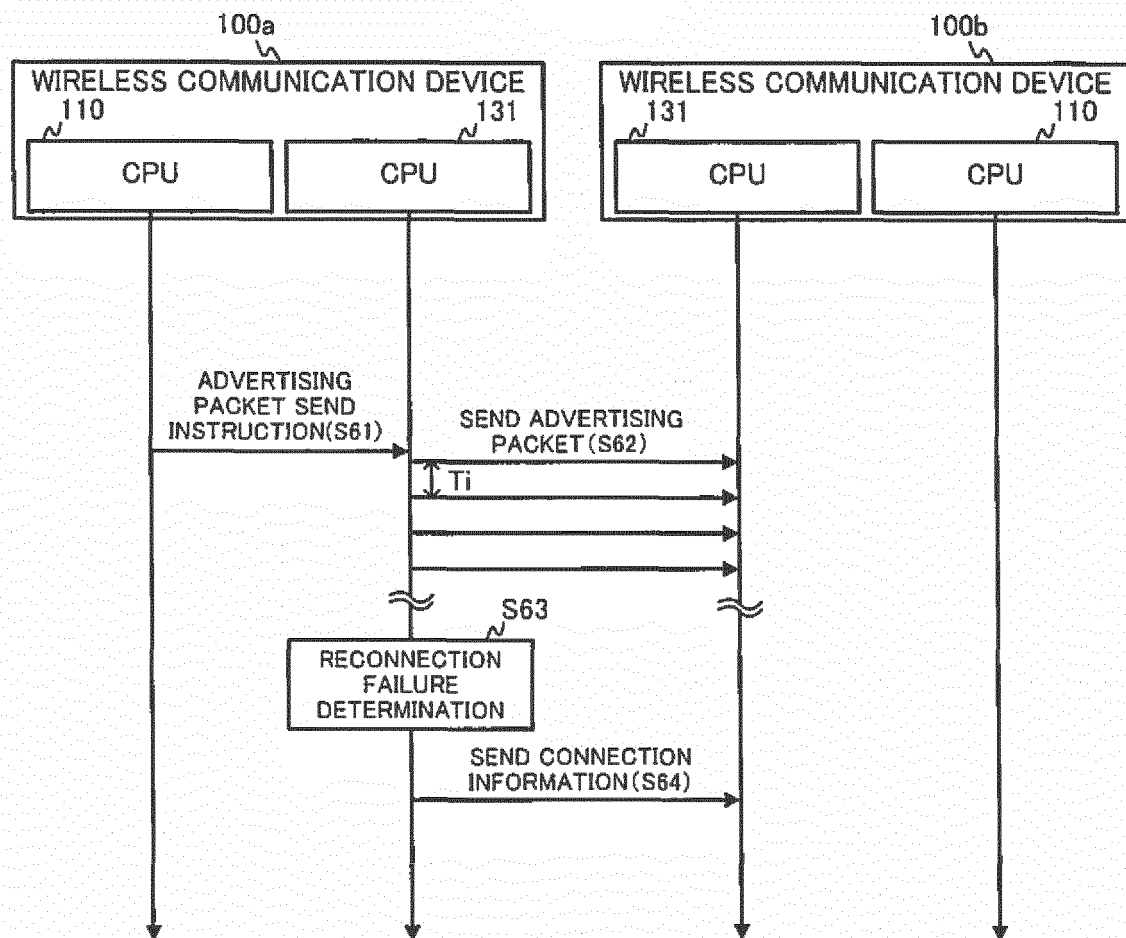 100a
100b
WIRELESS COMMUNICATION DEVICE
WIRELESS COMMUNICATION DEVICE
110
131
131
110
CPU
CPU
CPU
CPU
ADVERTISING
PACKET SEND
INSTRUCTION(S61)
SEND ADVERTISING
PACKET(S62)
Ti
S63
RECONNECTION
FAILURE
DETERMINATION
SEND CONNECTION
INFORMATION(S64)